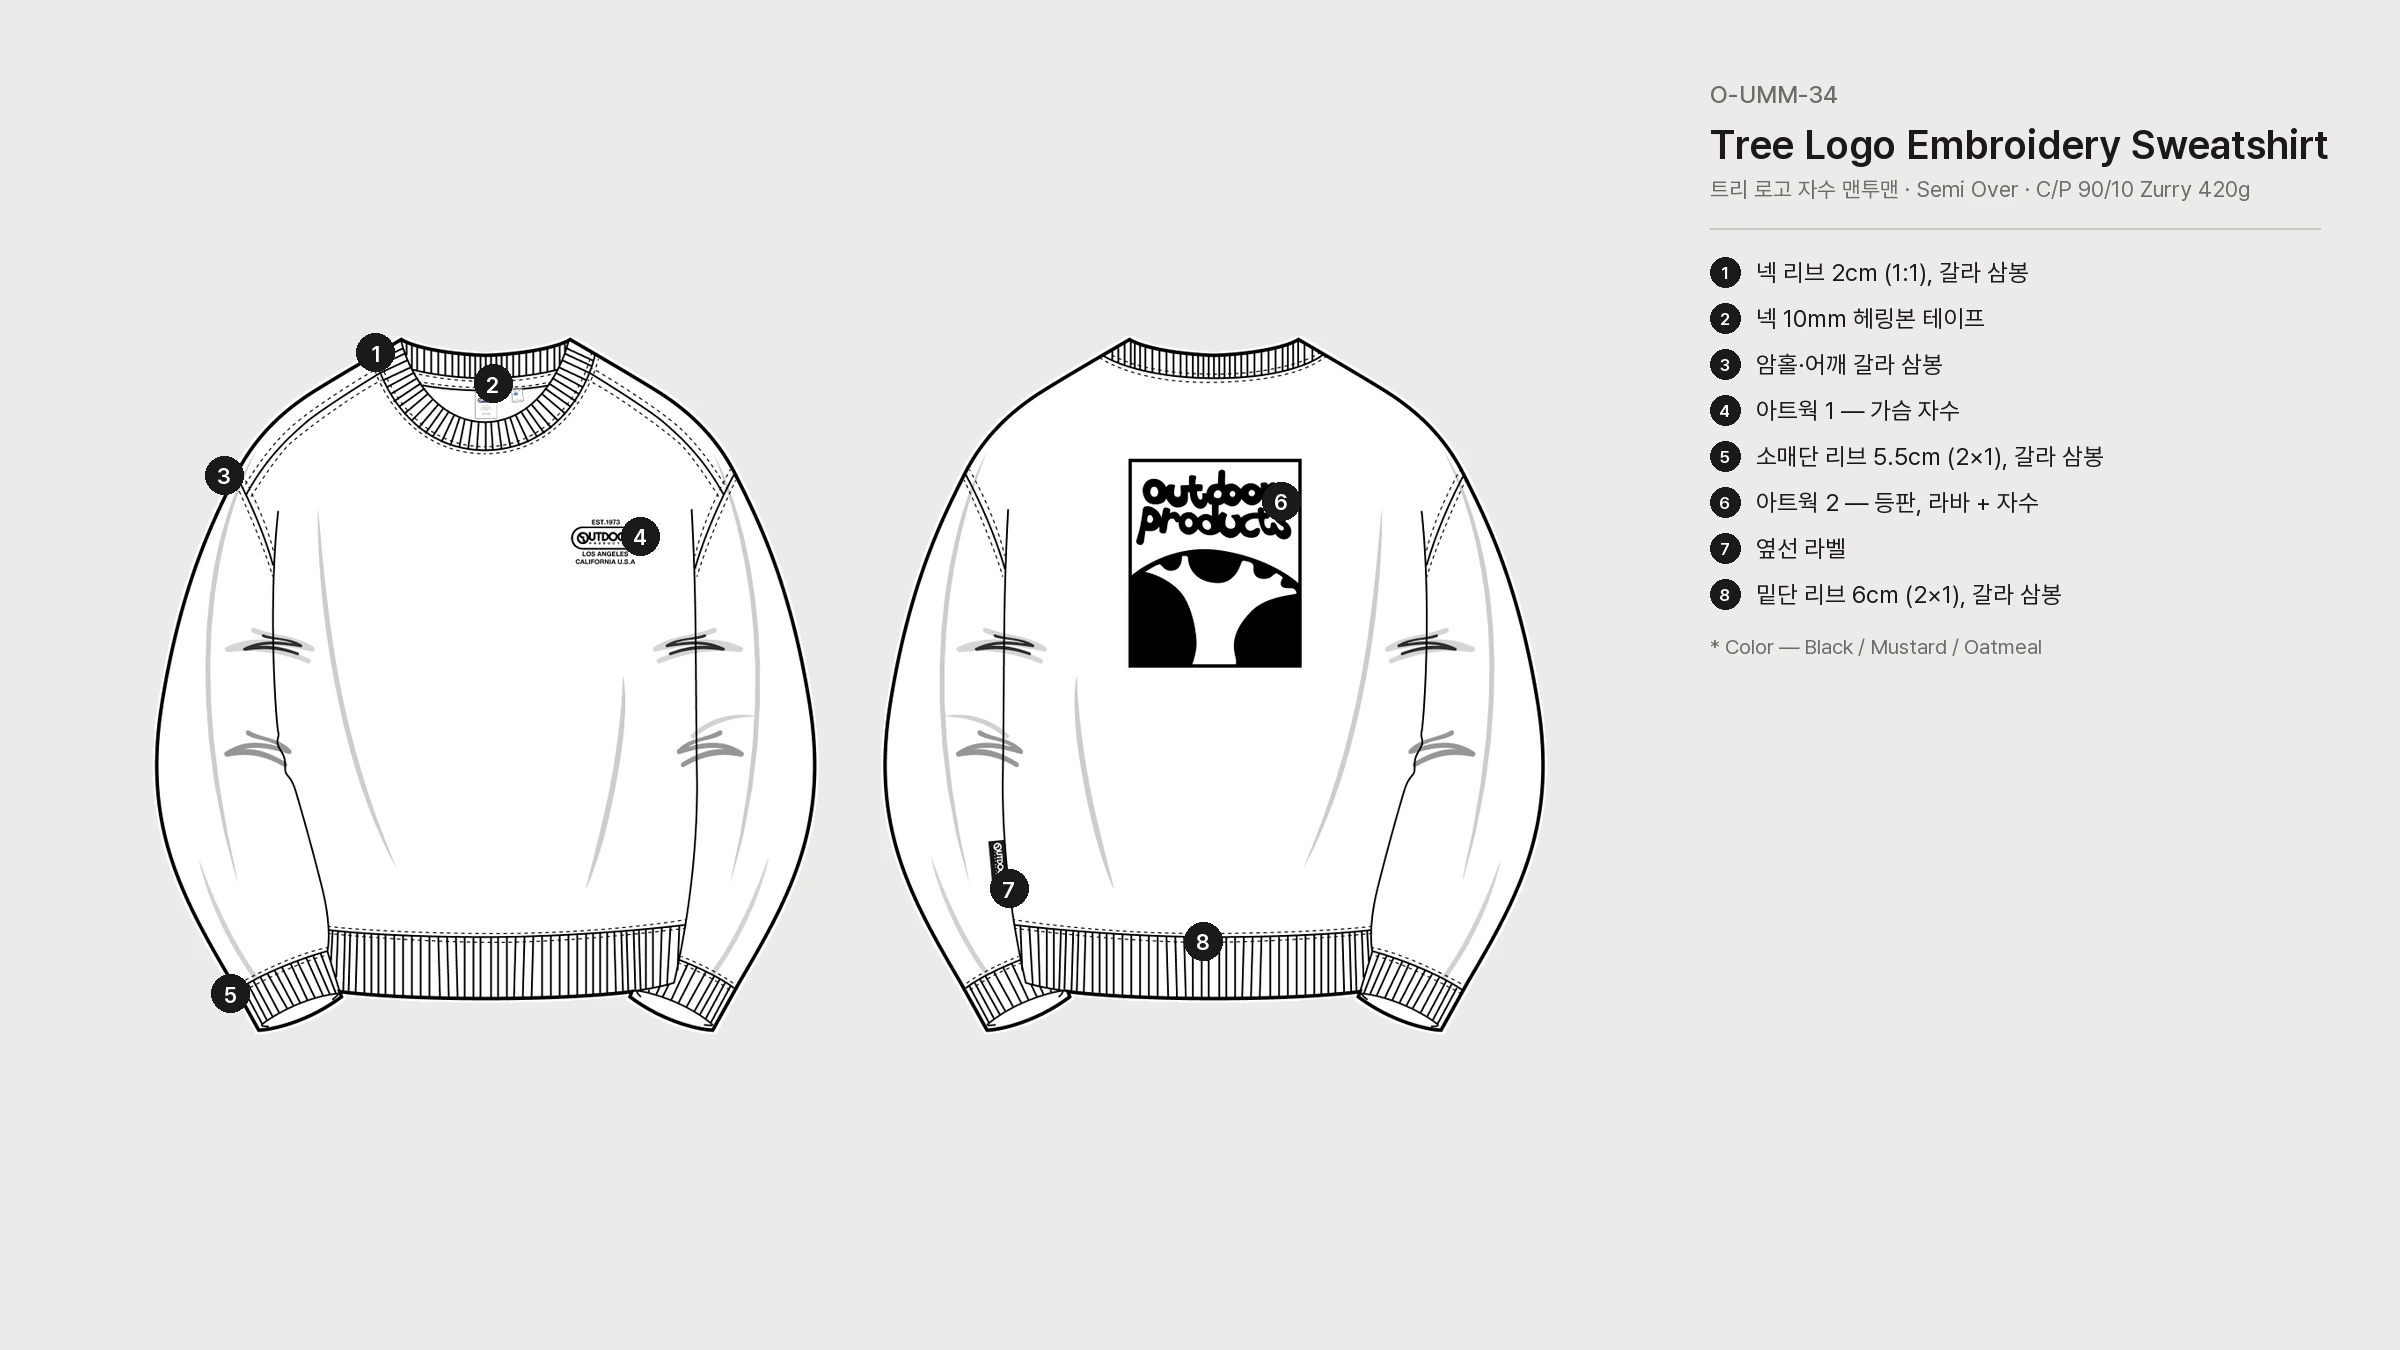 O-UMM-34
Tree Logo Embroidery Sweatshirt
트리 로고 자수 맨투맨 · Semi Over · C/P 90/10 Zurry 420g
1 넥 리브 2cm (1:1), 갈라 삼봉
2 넥 10mm 헤링본 테이프
3 암홀·어깨 갈라 삼봉
4 아트웍 1 — 가슴 자수
5 소매단 리브 5.5cm (2×1), 갈라 삼봉
6 아트웍 2 — 등판, 라바 + 자수
7 옆선 라벨
8 밑단 리브 6cm (2×1), 갈라 삼봉
* Color — Black / Mustard / Oatmeal
1
2
3
EST.1973
4
LOS ANGELES
CALIFORNIA U.S.A
5
outdoor
products
6
7
8